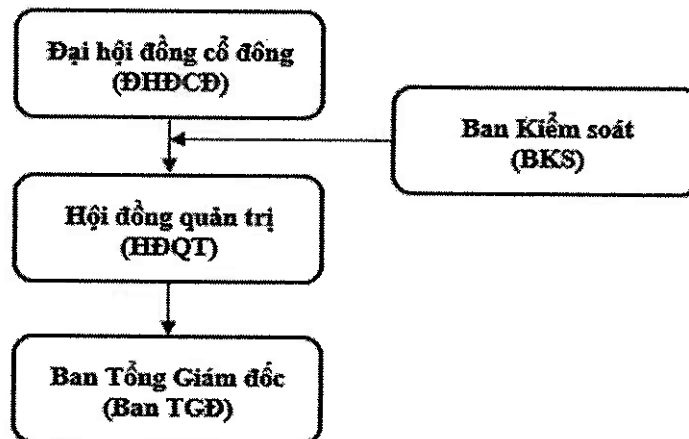 Đại hội đồng cổ đông
(ĐHĐCĐ)
Ban Kiểm soát
(BKS)
Hội đồng quản trị
(HĐQT)
Ban Tổng Giám đốc
(Ban TGĐ)